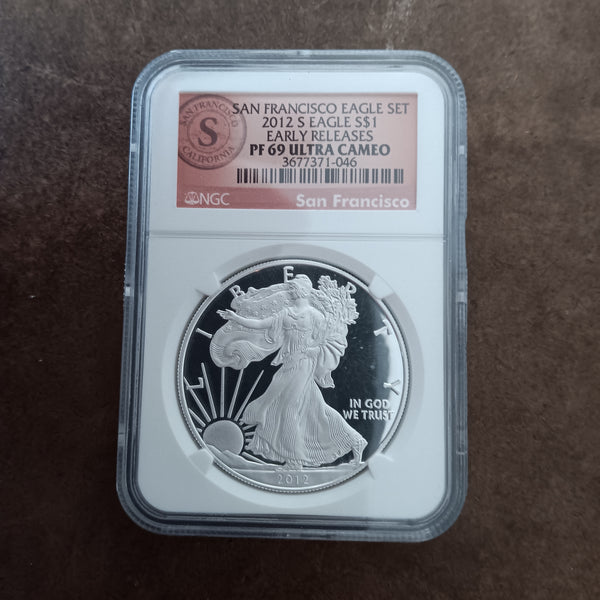 SAN FRANCISCO
S
CALIFORNIA
SAN FRANCISCO EAGLE SET
2012 S EAGLE S$1
EARLY RELEASES
PF 69 ULTRA CAMEO
3677371-046
NGC
San Francisco
LIBERTY
IN GOD
WE TRUST
2012